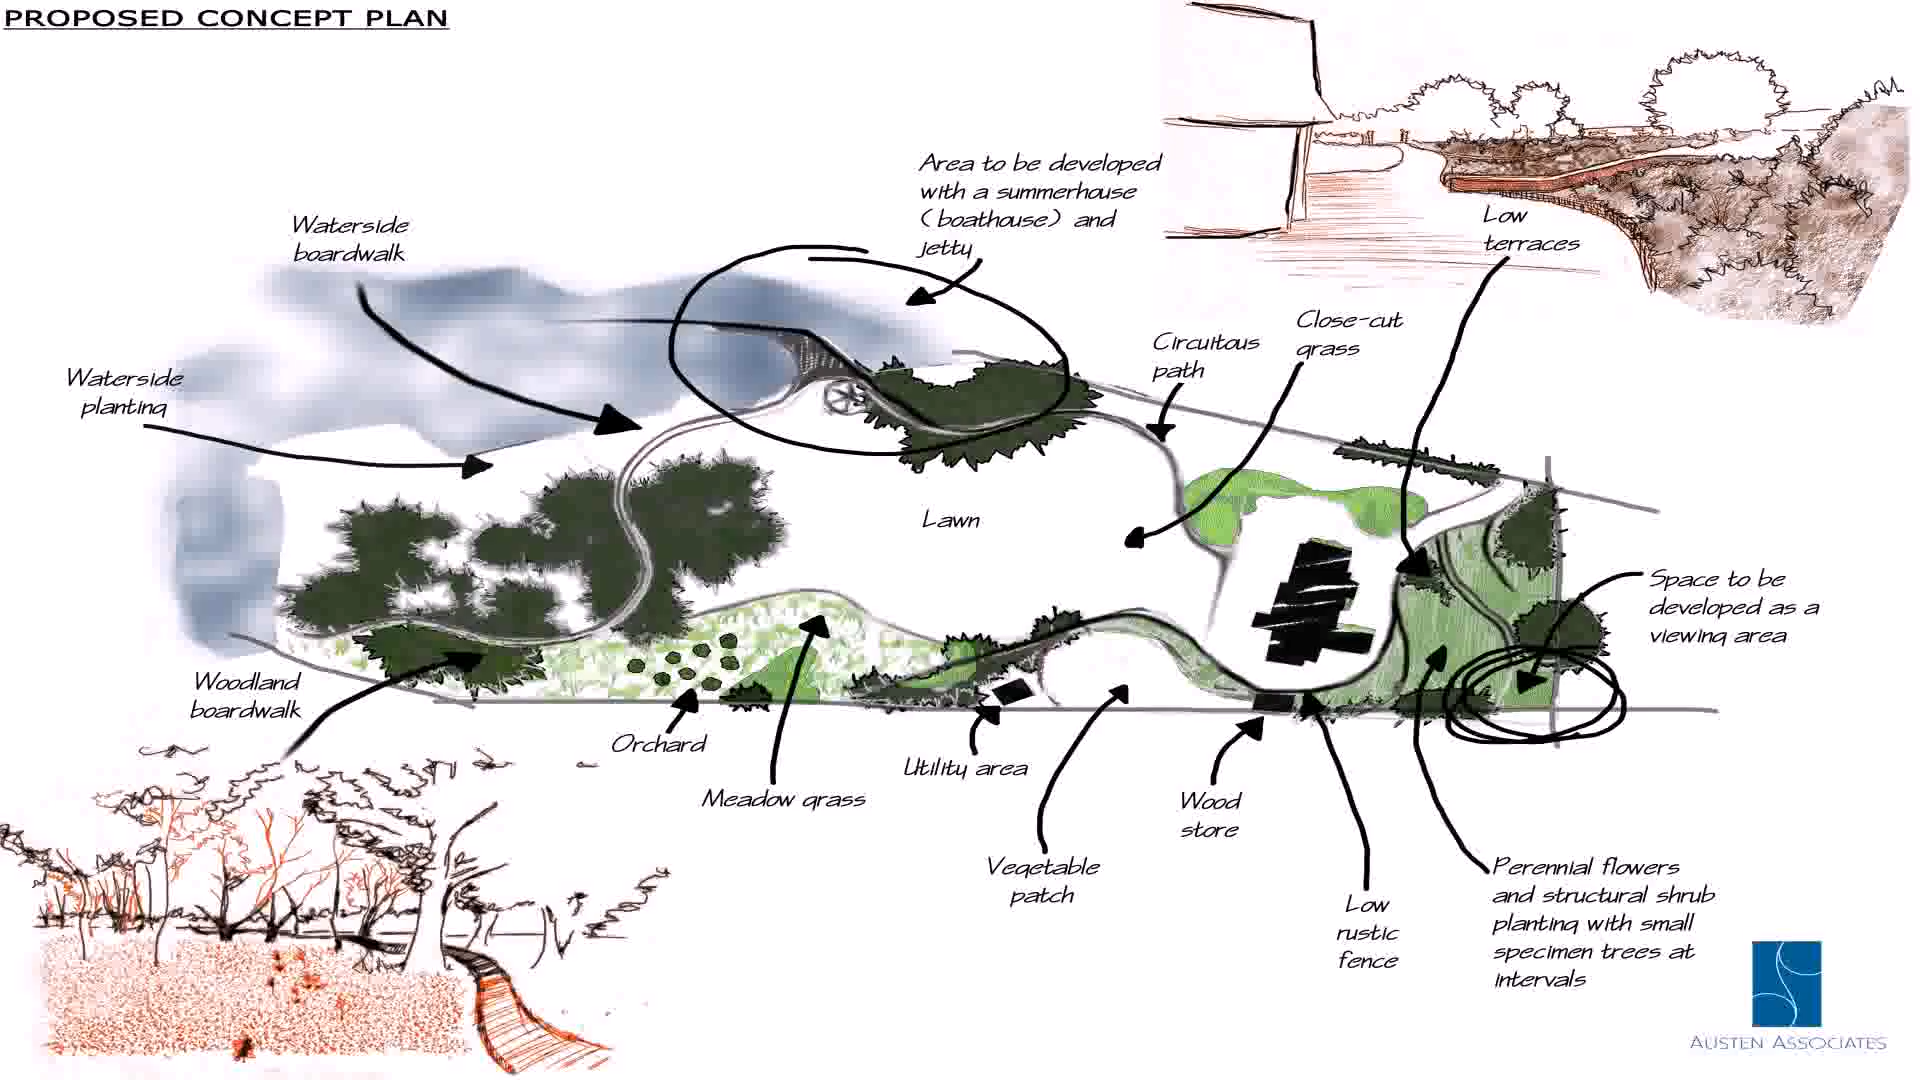 PROPOSED CONCEPT PLAN
Area to be developed
with a summerhouse
(boathouse) and
jetty
Waterside
boardwalk
Low
terraces
Close-cut
grass
Circuitous
path
Waterside
planting
Lawn
Space to be
developed as a
viewing area
Woodland
boardwalk
Orchard
Utility area
Meadow grass
Wood
store
Vegetable
patch
Low
rustic
fence
Perennial flowers
and structural shrub
planting with small
specimen trees at
intervals
AUSTEN ASSOCIATES